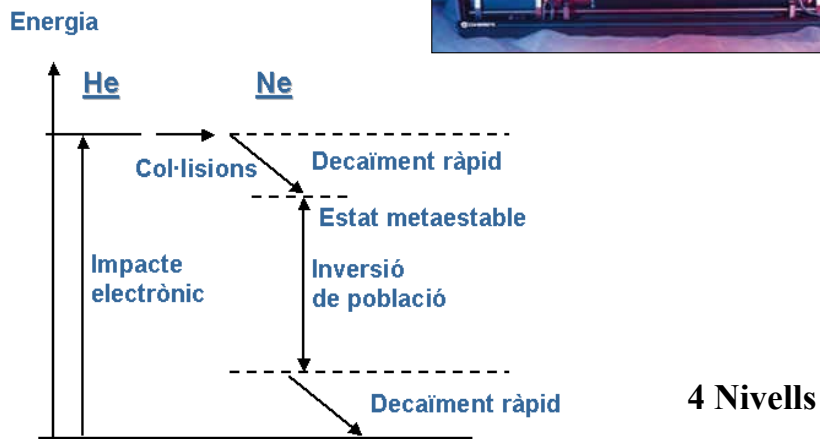 Energia
He
Ne
Col·lisions
Decaïment ràpid
Estat metaestable
Impacte
electrònic
Inversió
de població
Decaïment ràpid
4 Nivells